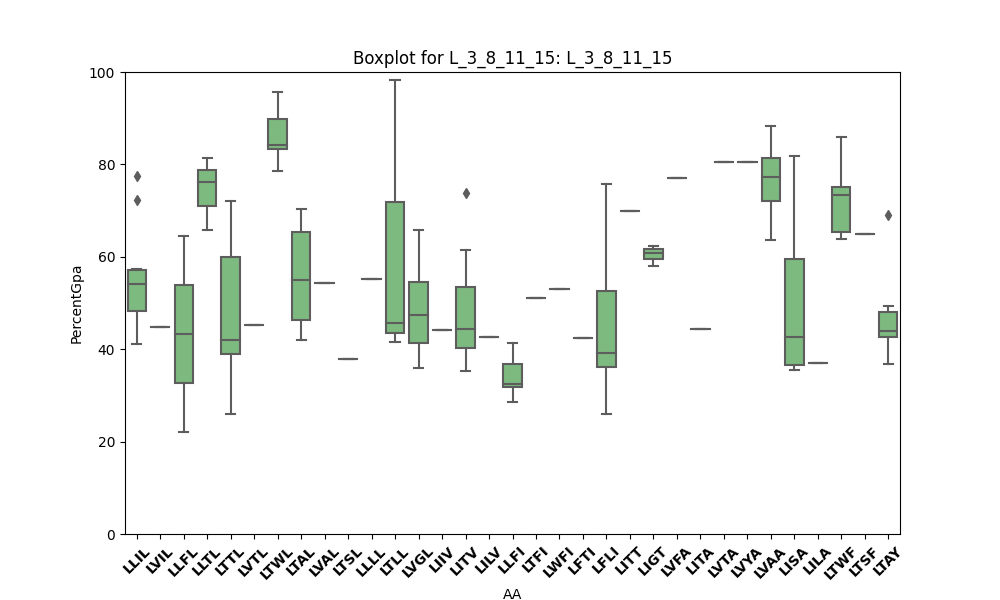 Boxplot for L_3_8_11_15: L_3_8_11_15
100
80
60
40
20
0
PercentGpa
LLIL LVIL LLFL LLTL LTTL LVTL LTWL LTAL LVAL LTSL LLLL LTLL LVGL LIIV LITV LILV LLFI LTFI LWFI LFTI LFLI LITT LIGT LVFA LITA LVTA LVYA LVAA LISA LILA LTWF LTSF LTAY
AA